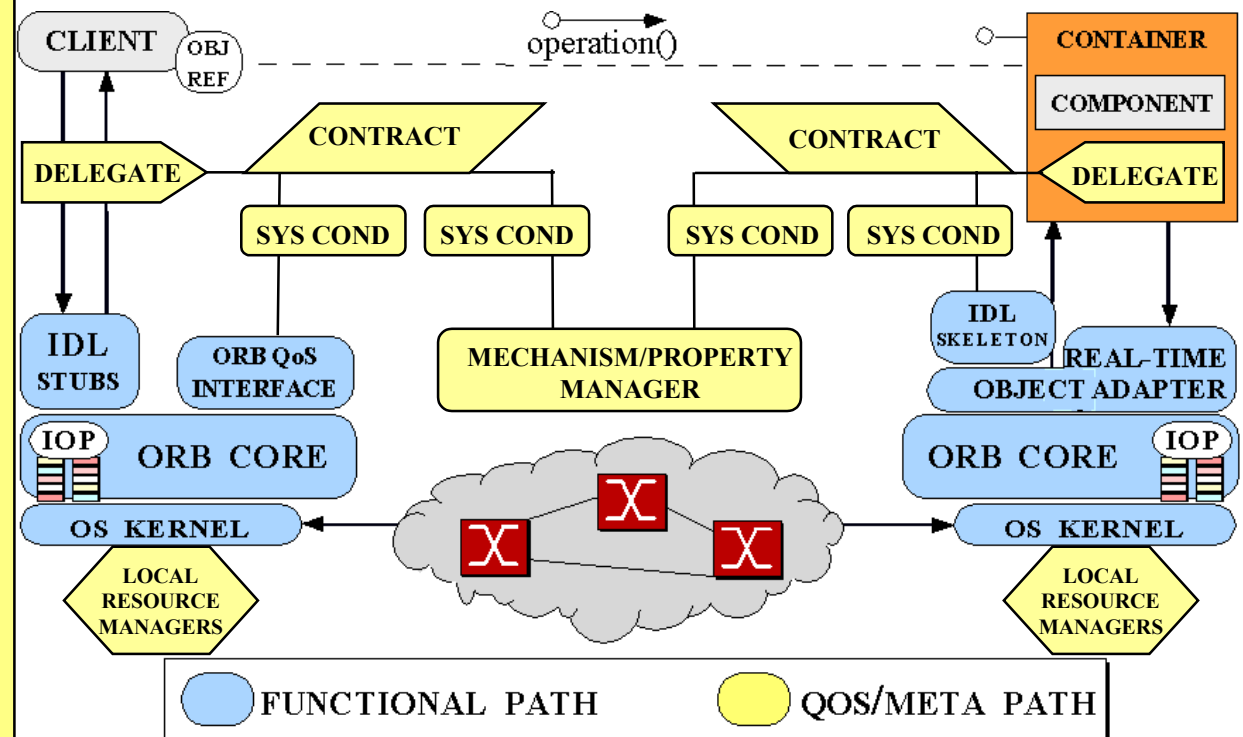 CLIENT
OBJ
REF
operation()
CONTAINER
COMPONENT
CONTRACT
CONTRACT
DELEGATE
DELEGATE
SYS COND
SYS COND
SYS COND
SYS COND
IDL
STUBS
ORB QoS
INTERFACE
MECHANISM/PROPERTY
MANAGER
IDL
SKELETON
REAL-TIME
OBJECT ADAPTER
IOP
ORB CORE
ORB CORE
IOP
OS KERNEL
OS KERNEL
LOCAL
RESOURCE
MANAGERS
LOCAL
RESOURCE
MANAGERS
FUNCTIONAL PATH
QOS/META PATH